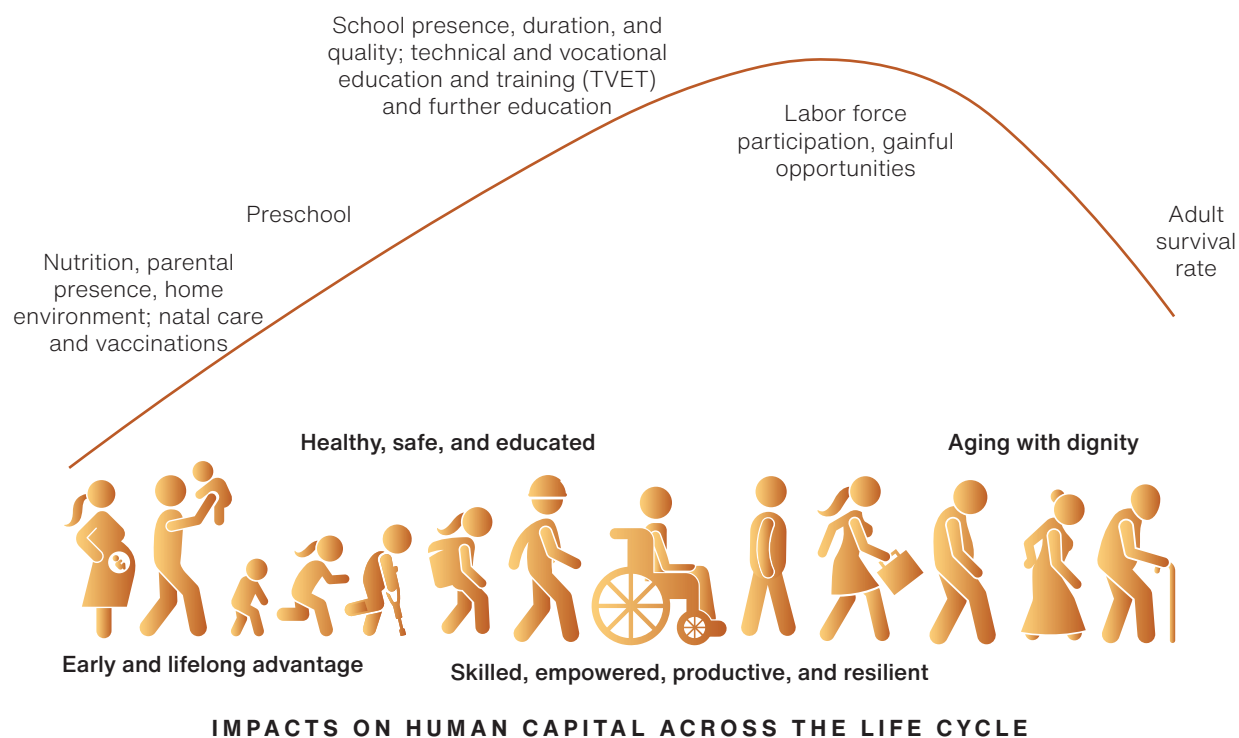 School presence, duration, and
quality; technical and vocational
education and training (TVET)
and further education
Labor force
participation, gainful
opportunities
Preschool
Adult
survival
rate
Nutrition, parental
presence, home
environment; natal care
and vaccinations
Healthy, safe, and educated
Aging with dignity
Early and lifelong advantage
Skilled, empowered, productive, and resilient
IMPACTS ON HUMAN CAPITAL ACROSS THE LIFE CYCLE